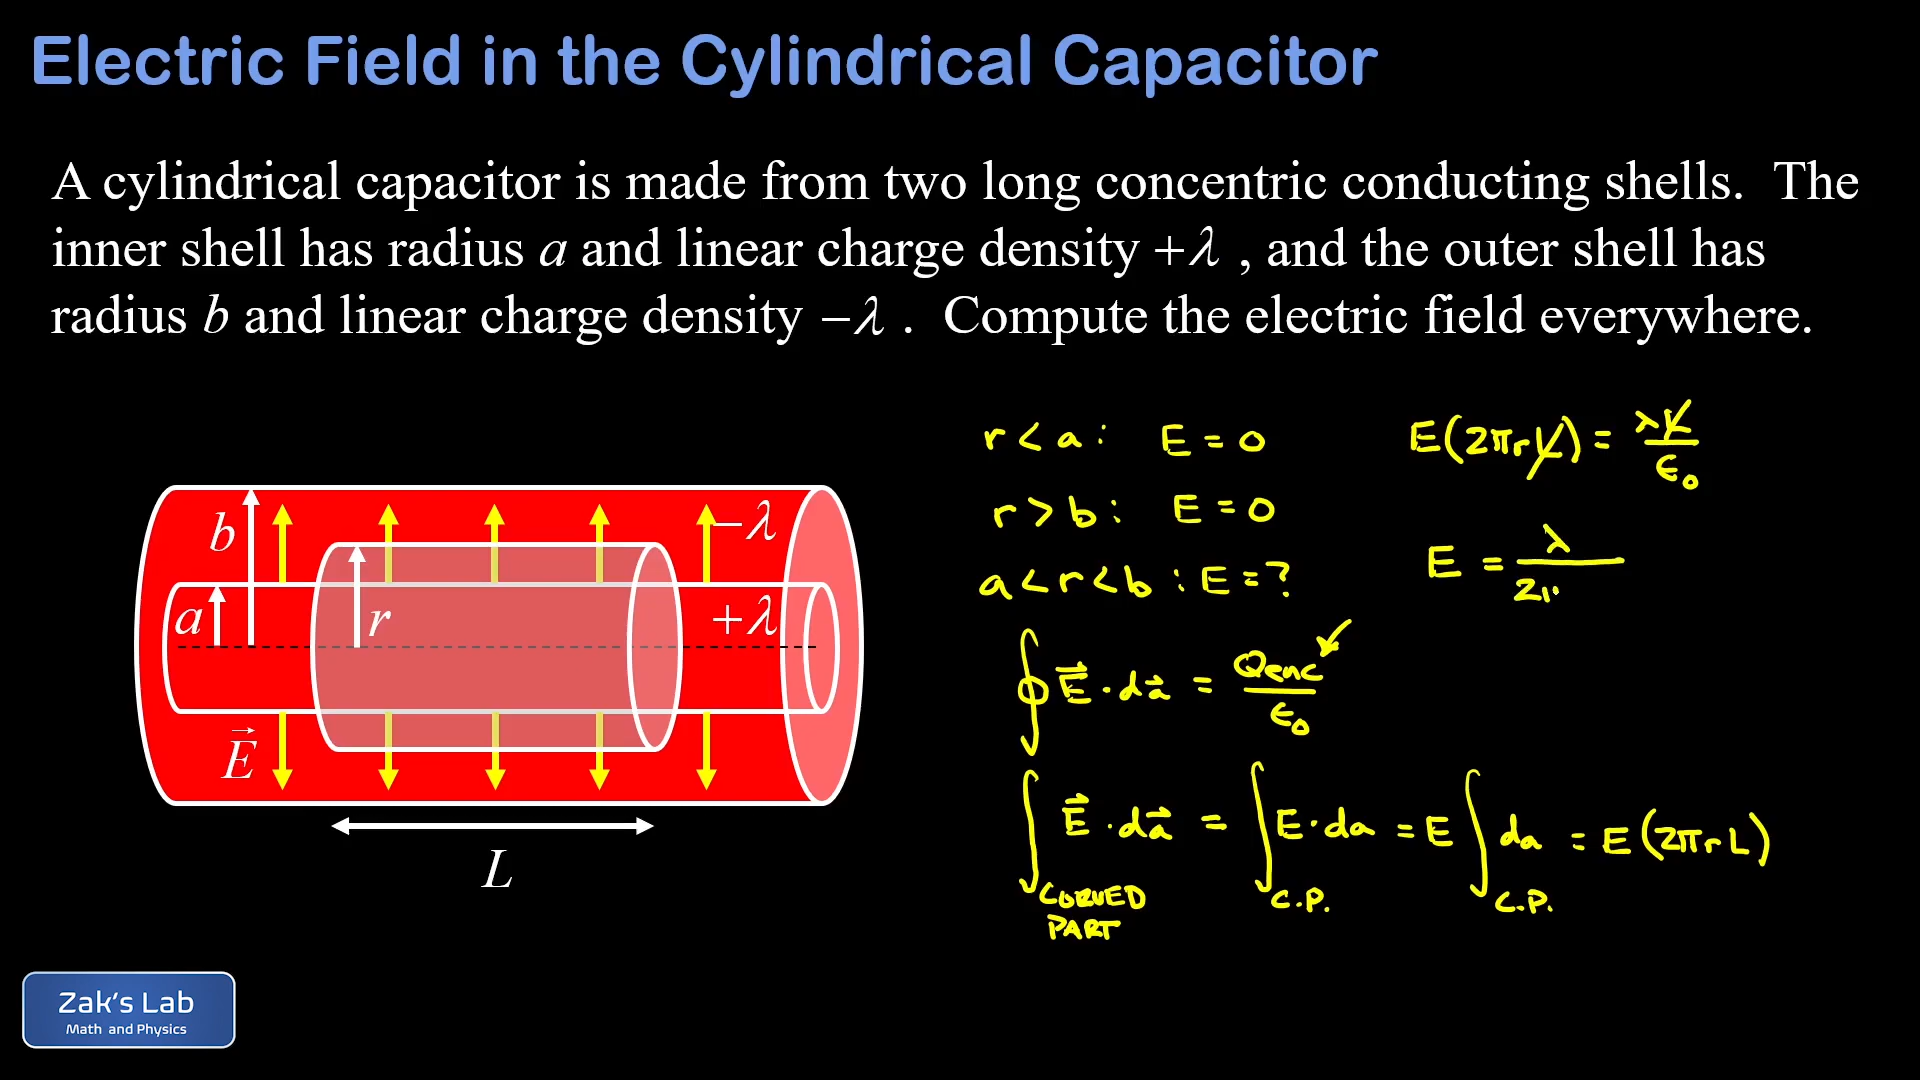 Electric Field in the Cylindrical Capacitor
A cylindrical capacitor is made from two long concentric conducting shells. The
inner shell has radius a and linear charge density +λ , and the outer shell has
radius b and linear charge density −λ . Compute the electric field everywhere.
b
−λ
a
r
+λ
E⃗
L
r < a : E = 0
r > b : E = 0
a < r < b : E = ?
∮ E⃗ · da⃗ = Qenc / ε₀
∫ E⃗ · da⃗ = ∫ E · da = E ∫ da = E (2πrL)
CURVED PART C.P. C.P.
E(2πrL) = λL / ε₀
E = λ / 2π
Zak's Lab
Math and Physics